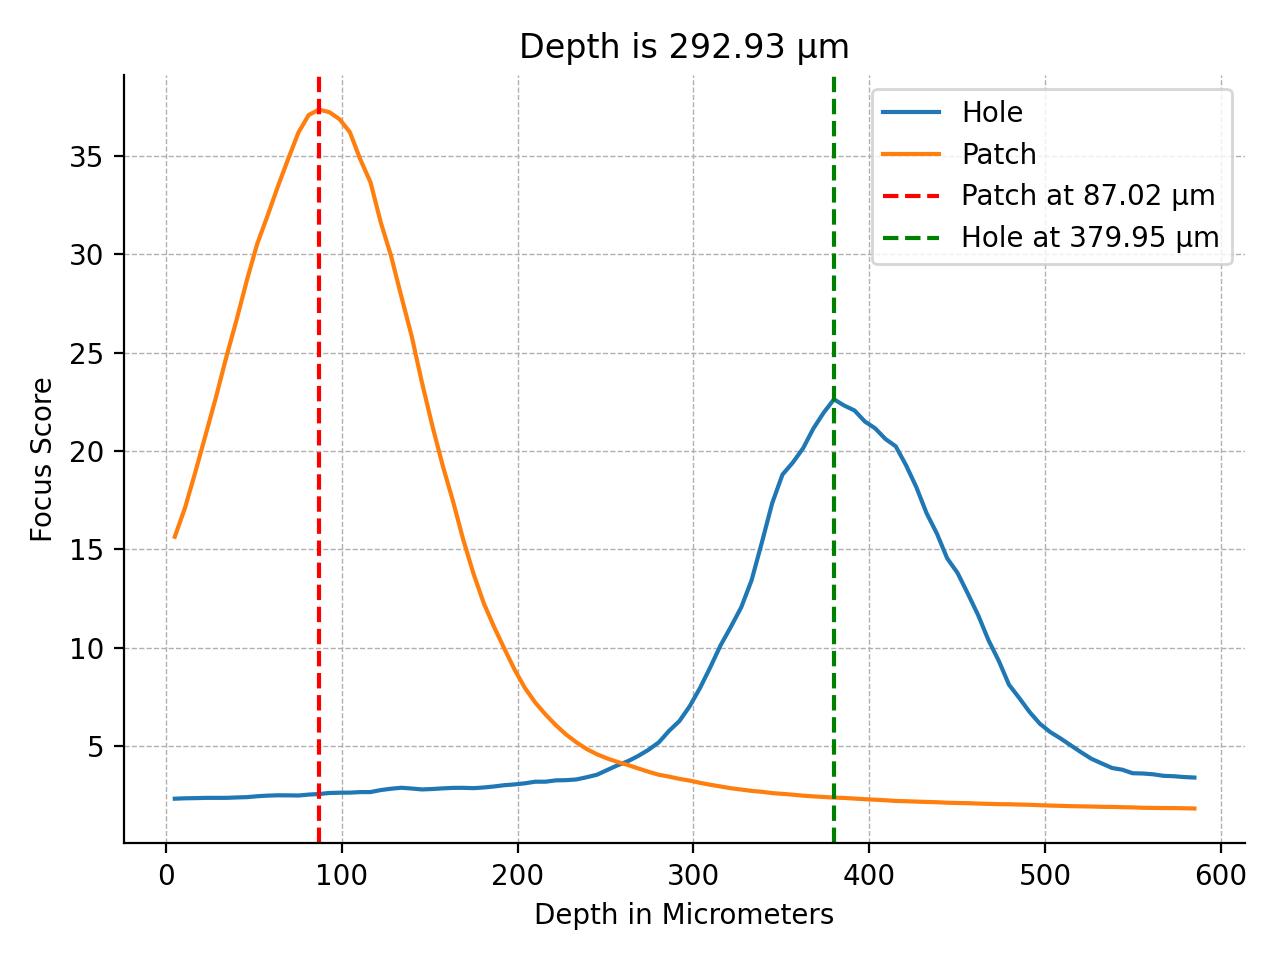 Depth is 292.93 µm
Hole
Patch
Patch at 87.02 µm
Hole at 379.95 µm
Focus Score
35
30
25
20
15
10
5
0 100 200 300 400 500 600
Depth in Micrometers